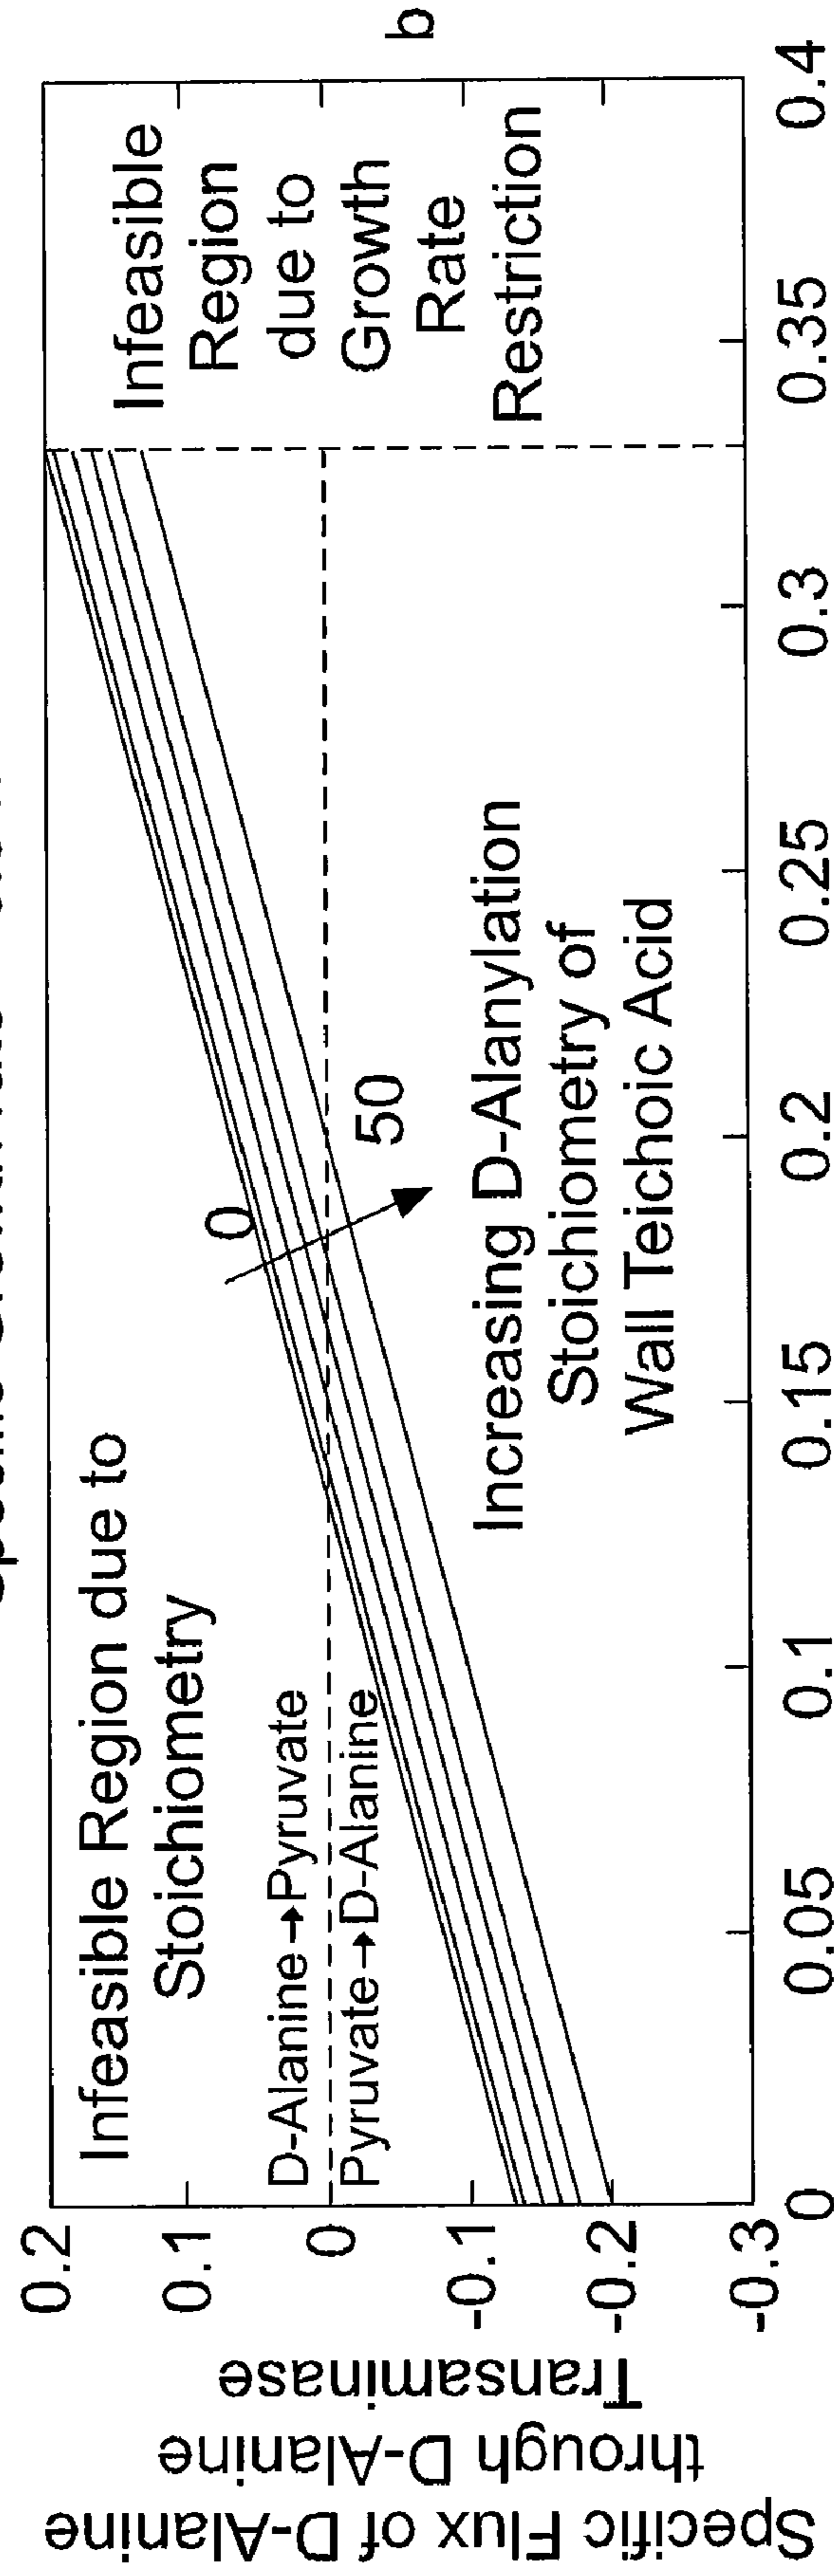 Specific Flux of D-Alanine
through D-Alanine
Transaminase
0.2
0.1
0
-0.1
-0.2
-0.3
Infeasible Region due to
Stoichiometry
D-Alanine→Pyruvate
Pyruvate→D-Alanine
0
50
Increasing D-Alanylation
Stoichiometry of
Wall Teichoic Acid
Infeasible
Region
due to
Growth
Rate
Restriction
b
0
0.05
0.1
0.15
0.2
0.25
0.3
0.35
0.4